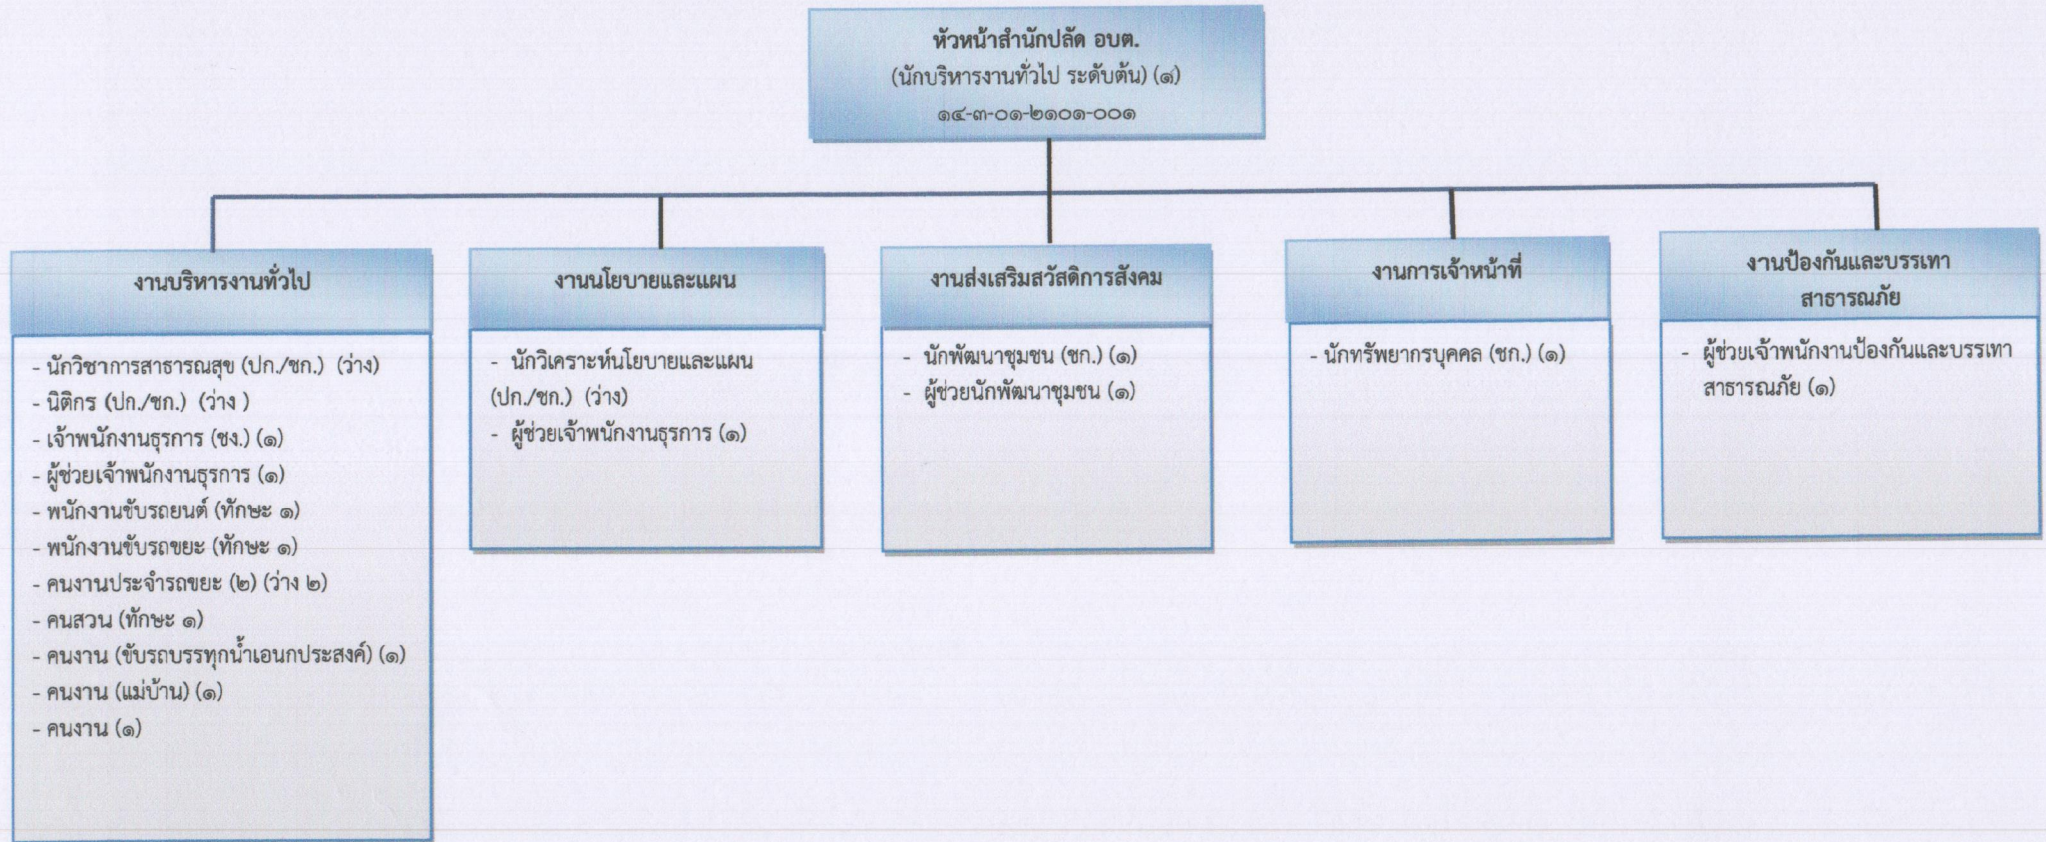 หัวหน้าสำนักปลัด อบต.
(นักบริหารงานทั่วไป ระดับต้น) (๑)
๑๔-๓-๐๑-๒๑๐๑-๐๐๑
งานบริหารงานทั่วไป
- นักวิชาการสาธารณสุข (ปก./ชก.) (ว่าง)
- นิติกร (ปก./ชก.) (ว่าง )
- เจ้าพนักงานธุรการ (ชง.) (๑)
- ผู้ช่วยเจ้าพนักงานธุรการ (๑)
- พนักงานขับรถยนต์ (ทักษะ ๑)
- พนักงานขับรถขยะ (ทักษะ ๑)
- คนงานประจำรถขยะ (๒) (ว่าง ๒)
- คนสวน (ทักษะ ๑)
- คนงาน (ขับรถบรรทุกน้ำเอนกประสงค์) (๑)
- คนงาน (แม่บ้าน) (๑)
- คนงาน (๑)
งานนโยบายและแผน
- นักวิเคราะห์นโยบายและแผน
(ปก./ชก.) (ว่าง)
- ผู้ช่วยเจ้าพนักงานธุรการ (๑)
งานส่งเสริมสวัสดิการสังคม
- นักพัฒนาชุมชน (ชก.) (๑)
- ผู้ช่วยนักพัฒนาชุมชน (๑)
งานการเจ้าหน้าที่
- นักทรัพยากรบุคคล (ชก.) (๑)
งานป้องกันและบรรเทา
สาธารณภัย
- ผู้ช่วยเจ้าพนักงานป้องกันและบรรเทา
สาธารณภัย (๑)